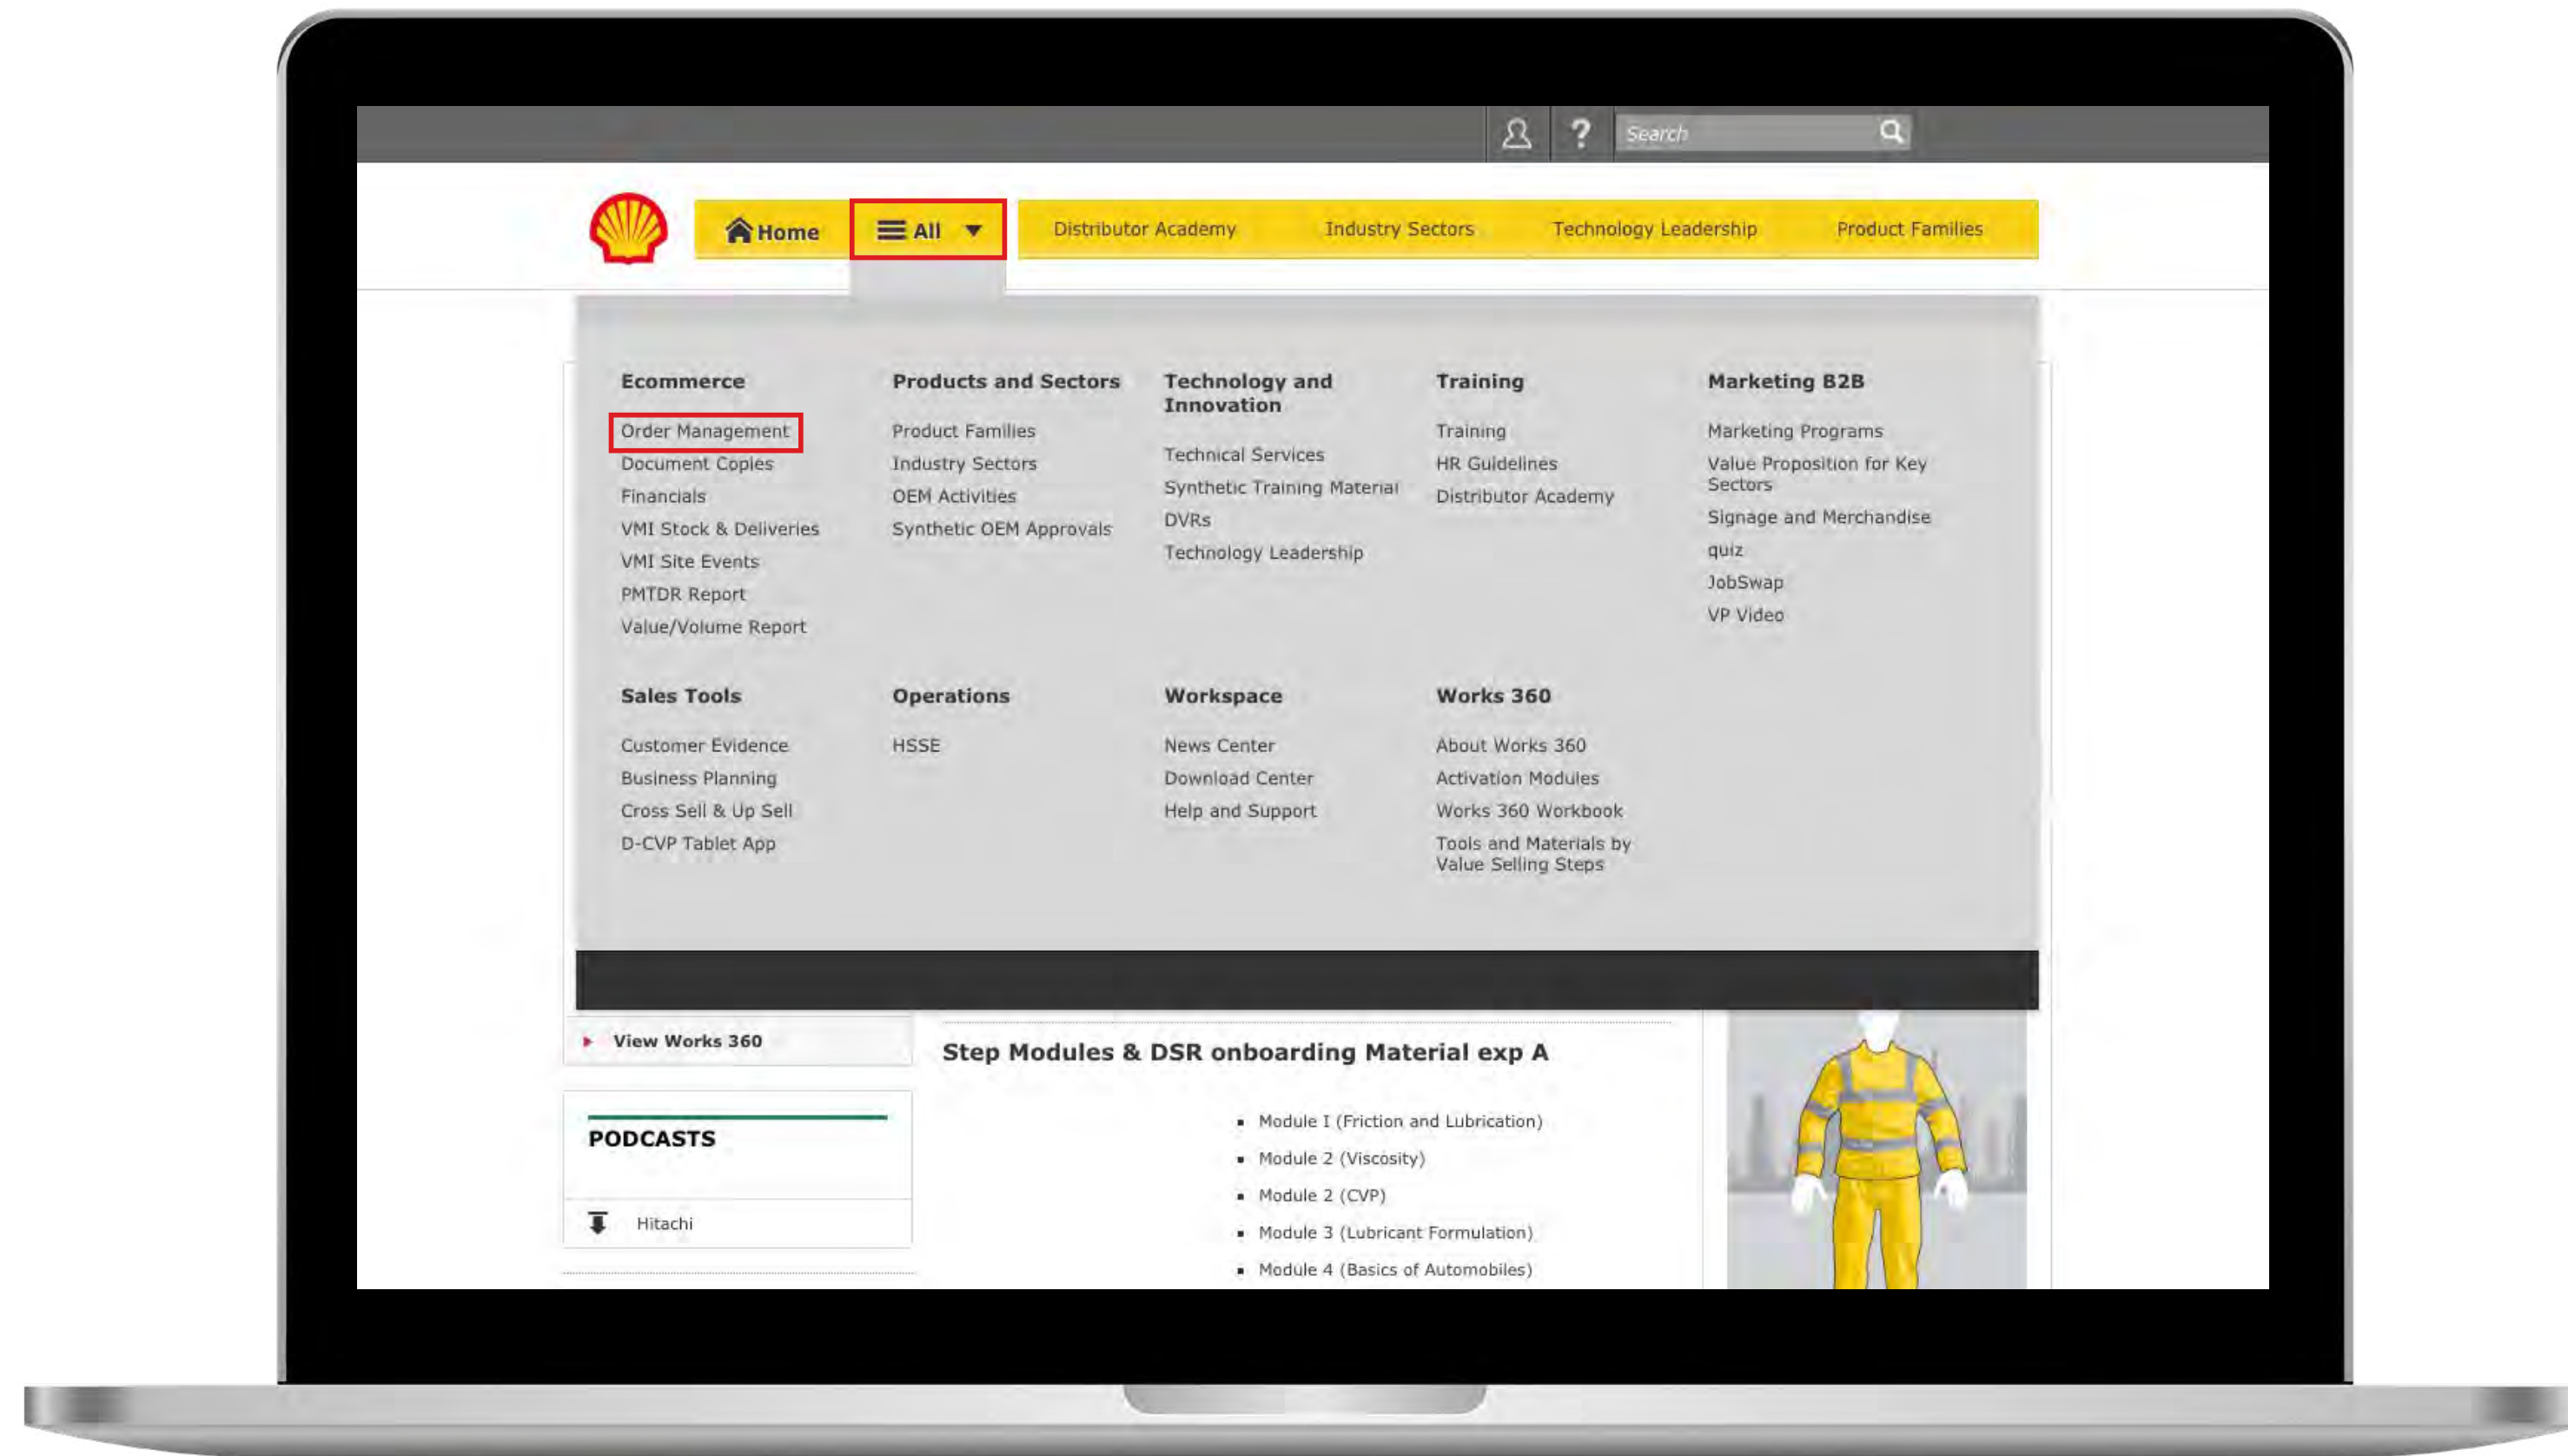 Search
Home
All
Distributor Academy
Industry Sectors
Technology Leadership
Product Families
Ecommerce
Order Management
Document Copies
Financials
VMI Stock & Deliveries
VMI Site Events
PMTDR Report
Value/Volume Report
Products and Sectors
Product Families
Industry Sectors
OEM Activities
Synthetic OEM Approvals
Technology and
Innovation
Technical Services
Synthetic Training Material
DVRs
Technology Leadership
Training
Training
HR Guidelines
Distributor Academy
Marketing B2B
Marketing Programs
Value Proposition for Key
Sectors
Signage and Merchandise
quiz
JobSwap
VP Video
Sales Tools
Customer Evidence
Business Planning
Cross Sell & Up Sell
D-CVP Tablet App
Operations
HSSE
Workspace
News Center
Download Center
Help and Support
Works 360
About Works 360
Activation Modules
Works 360 Workbook
Tools and Materials by
Value Selling Steps
View Works 360
PODCASTS
Hitachi
Step Modules & DSR onboarding Material exp A
Module I (Friction and Lubrication)
Module 2 (Viscosity)
Module 2 (CVP)
Module 3 (Lubricant Formulation)
Module 4 (Basics of Automobiles)